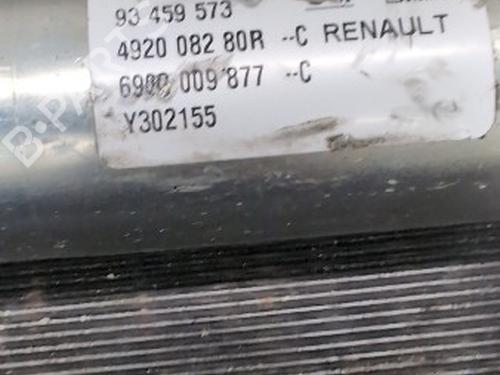 93 459 573
4920 082 80R --C RENAULT
6900 009 877 --C
Y302155
B-PARTS